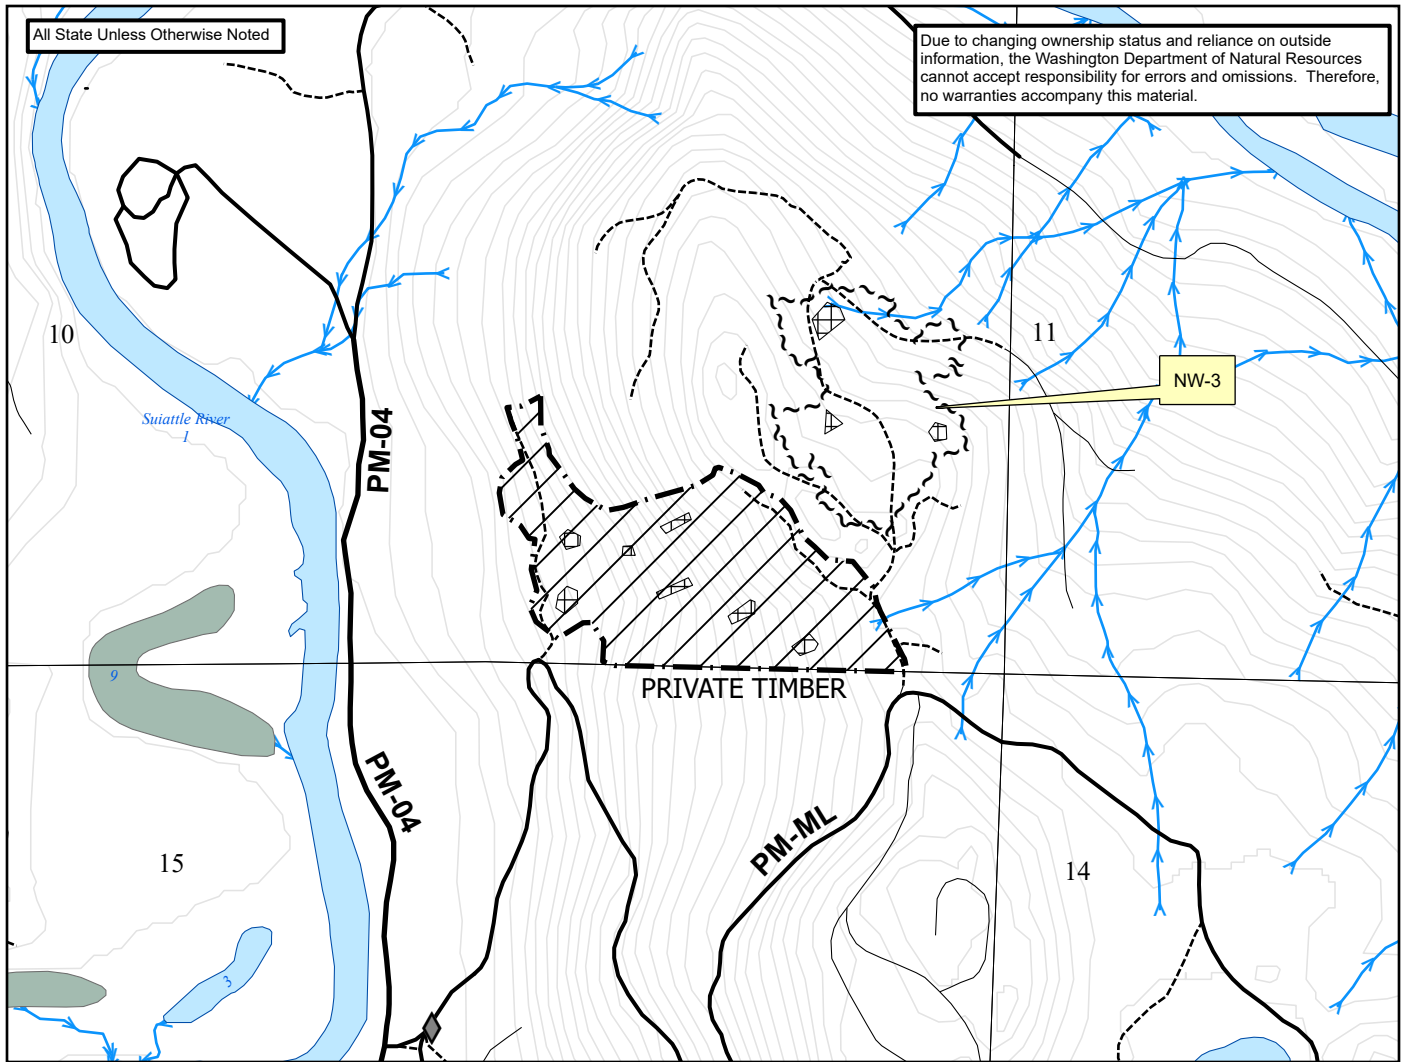 All State Unless Otherwise Noted
Due to changing ownership status and reliance on outside
information, the Washington Department of Natural Resources
cannot accept responsibility for errors and omissions.  Therefore,
no warranties accompany this material.
10
11
NW-3
Suiattle River
1
PM-04
9
PRIVATE TIMBER
PM-04
PM-ML
15
14
3